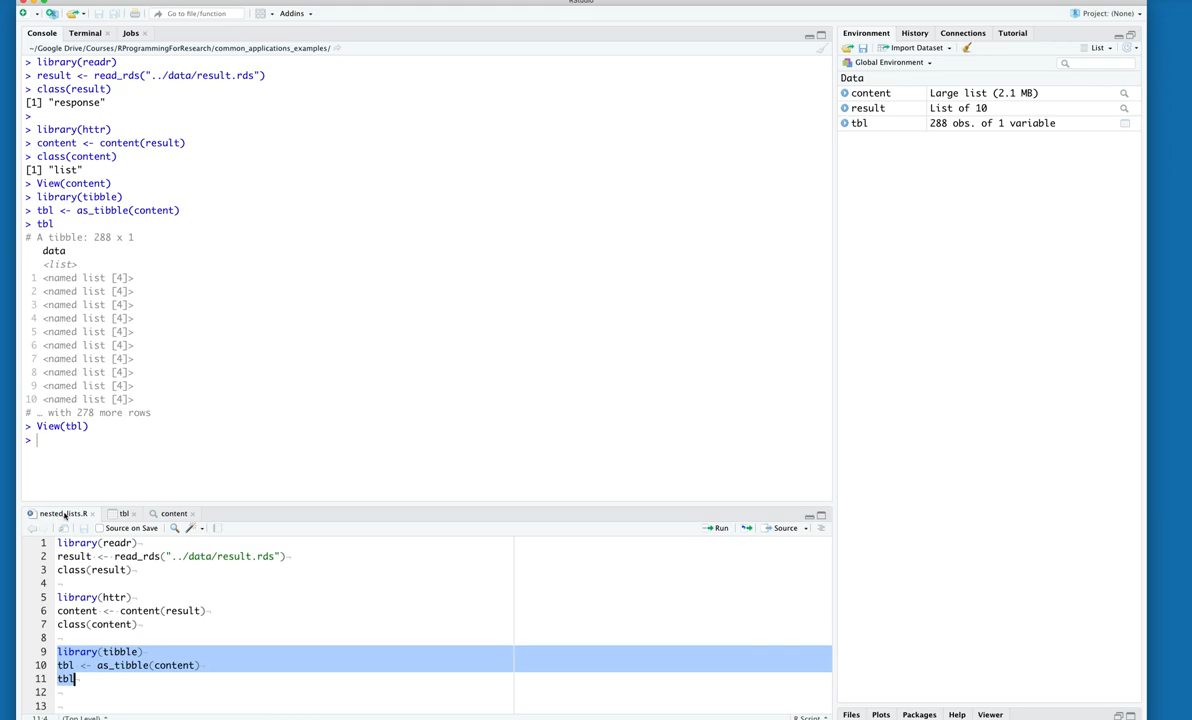 RStudio
Go to file/function
Addins
Project: (None)
Console Terminal Jobs
~/Google Drive/Courses/RProgrammingForResearch/common_applications_examples/
> library(readr)
> result <- read_rds("../data/result.rds")
> class(result)
[1] "response"
>
> library(httr)
> content <- content(result)
> class(content)
[1] "list"
> View(content)
> library(tibble)
> tbl <- as_tibble(content)
> tbl
# A tibble: 288 x 1
data
<list>
1 <named list [4]>
2 <named list [4]>
3 <named list [4]>
4 <named list [4]>
5 <named list [4]>
6 <named list [4]>
7 <named list [4]>
8 <named list [4]>
9 <named list [4]>
10 <named list [4]>
# … with 278 more rows
> View(tbl)
>
Environment History Connections Tutorial
Import Dataset List
Global Environment
Data
content Large list (2.1 MB)
result List of 10
tbl 288 obs. of 1 variable
nested_lists.R tbl content
Source on Save Run Source
1 library(readr)
2 result <- read_rds("../data/result.rds")
3 class(result)
4
5 library(httr)
6 content <- content(result)
7 class(content)
8
9 library(tibble)
10 tbl <- as_tibble(content)
11 tbl
12
13
11:4 (Top Level) R Script
Files Plots Packages Help Viewer